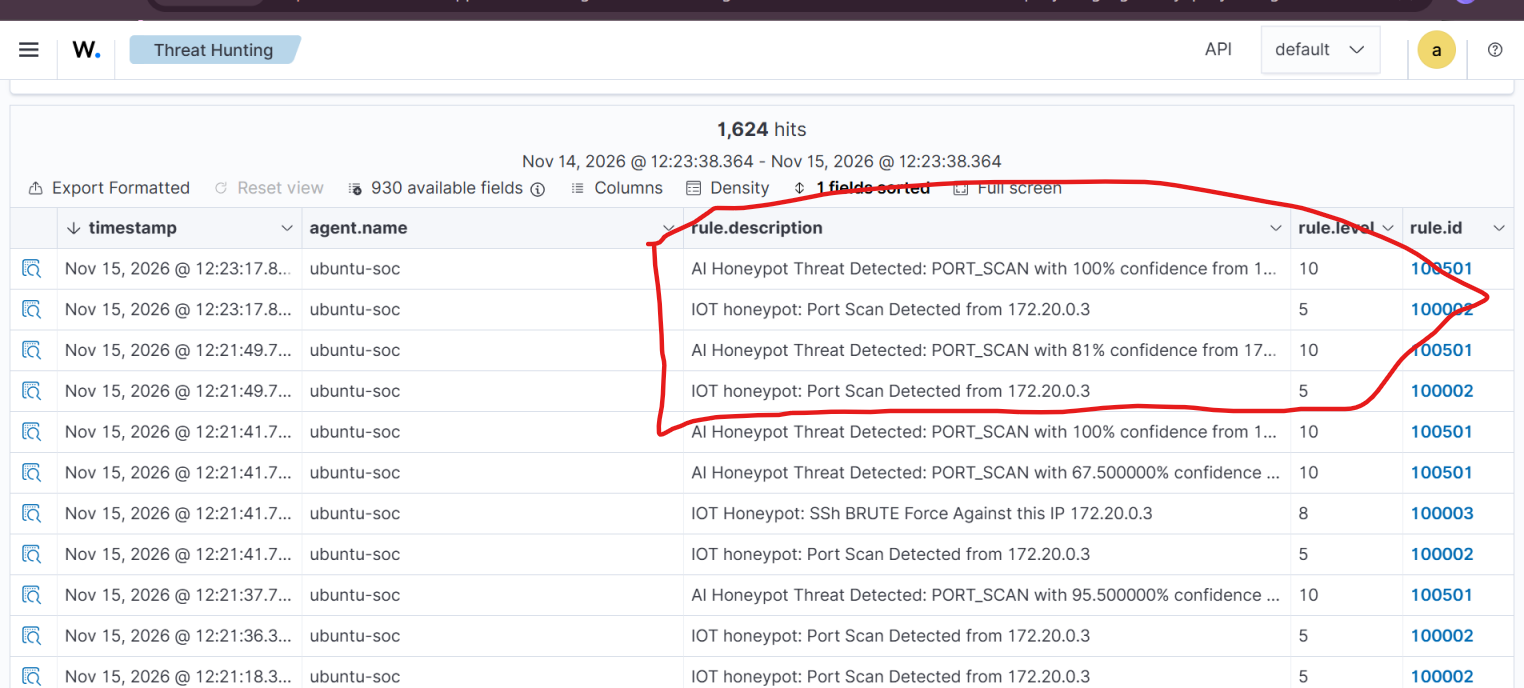 W. Threat Hunting API default a
1,624 hits
Nov 14, 2026 @ 12:23:38.364 - Nov 15, 2026 @ 12:23:38.364
Export Formatted Reset view 930 available fields Columns Density 1 fields sorted Full screen
timestamp agent.name rule.description rule.level rule.id
Nov 15, 2026 @ 12:23:17.8... ubuntu-soc AI Honeypot Threat Detected: PORT_SCAN with 100% confidence from 1... 10 100501
Nov 15, 2026 @ 12:23:17.8... ubuntu-soc IOT honeypot: Port Scan Detected from 172.20.0.3 5 100002
Nov 15, 2026 @ 12:21:49.7... ubuntu-soc AI Honeypot Threat Detected: PORT_SCAN with 81% confidence from 17... 10 100501
Nov 15, 2026 @ 12:21:49.7... ubuntu-soc IOT honeypot: Port Scan Detected from 172.20.0.3 5 100002
Nov 15, 2026 @ 12:21:41.7... ubuntu-soc AI Honeypot Threat Detected: PORT_SCAN with 100% confidence from 1... 10 100501
Nov 15, 2026 @ 12:21:41.7... ubuntu-soc AI Honeypot Threat Detected: PORT_SCAN with 67.500000% confidence ... 10 100501
Nov 15, 2026 @ 12:21:41.7... ubuntu-soc IOT Honeypot: SSh BRUTE Force Against this IP 172.20.0.3 8 100003
Nov 15, 2026 @ 12:21:41.7... ubuntu-soc IOT honeypot: Port Scan Detected from 172.20.0.3 5 100002
Nov 15, 2026 @ 12:21:37.7... ubuntu-soc AI Honeypot Threat Detected: PORT_SCAN with 95.500000% confidence ... 10 100501
Nov 15, 2026 @ 12:21:36.3... ubuntu-soc IOT honeypot: Port Scan Detected from 172.20.0.3 5 100002
Nov 15, 2026 @ 12:21:18.3... ubuntu-soc IOT honeypot: Port Scan Detected from 172.20.0.3 5 100002